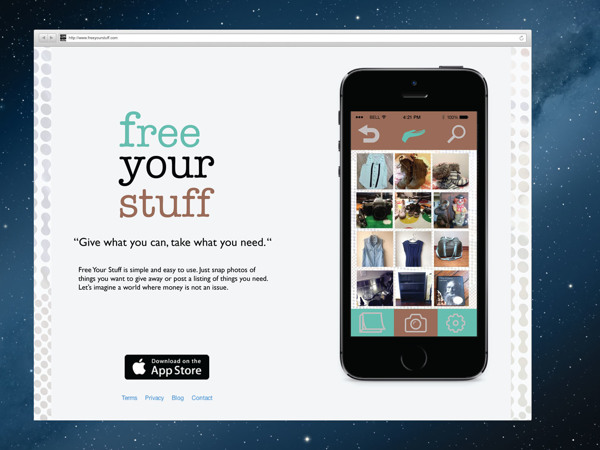 http://www.freeyourstuff.com
free
your
stuff
“Give what you can, take what you need.“
Free Your Stuff is simple and easy to use. Just snap photos of
things you want to give away or post a listing of things you need.
Let's imagine a world where money is not an issue.
Download on the
App Store
Terms Privacy Blog Contact
BELL 4:21 PM 100%